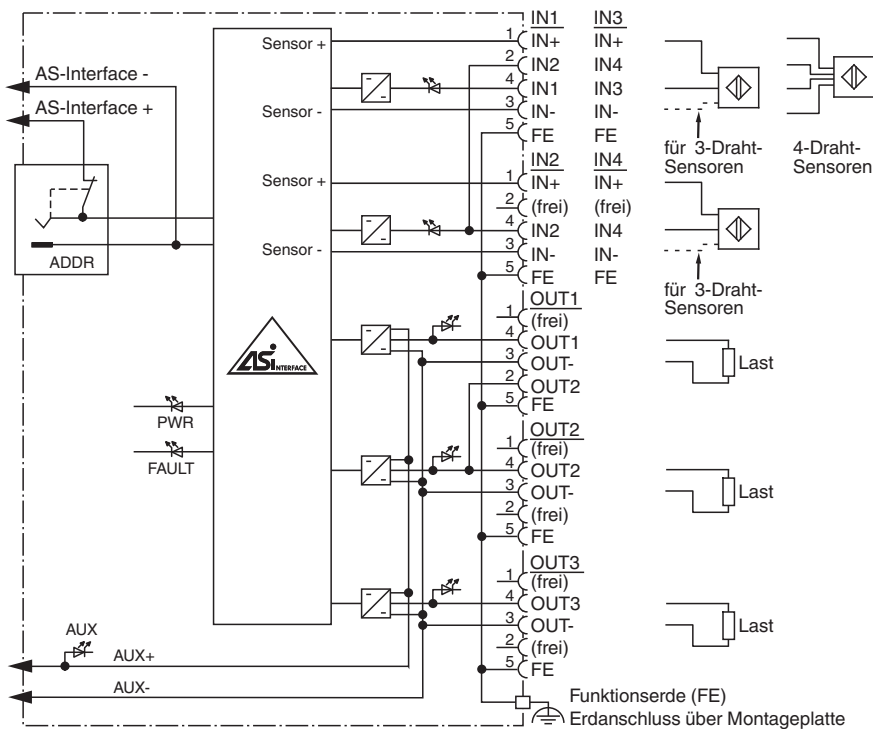 IN1 IN3
1 IN+ IN+
2 IN2 IN4
4 IN1 IN3
3 IN- IN-
5 FE FE
Sensor +
Sensor -
AS-Interface -
AS-Interface +
für 3-Draht-
Sensoren
4-Draht-
Sensoren
IN2 IN4
1 IN+ IN+
2 (frei) (frei)
4 IN2 IN4
3 IN- IN-
5 FE FE
Sensor +
Sensor -
ADDR
für 3-Draht-
Sensoren
OUT1
1 (frei)
4 OUT1
3 OUT-
2 OUT2
5 FE
Last
ASi
INTERFACE
PWR
FAULT
OUT2
1 (frei)
4 OUT2
3 OUT-
2 (frei)
5 FE
Last
OUT3
1 (frei)
4 OUT3
3 OUT-
2 (frei)
5 FE
Last
AUX
AUX+
AUX-
Funktionserde (FE)
Erdanschluss über Montageplatte